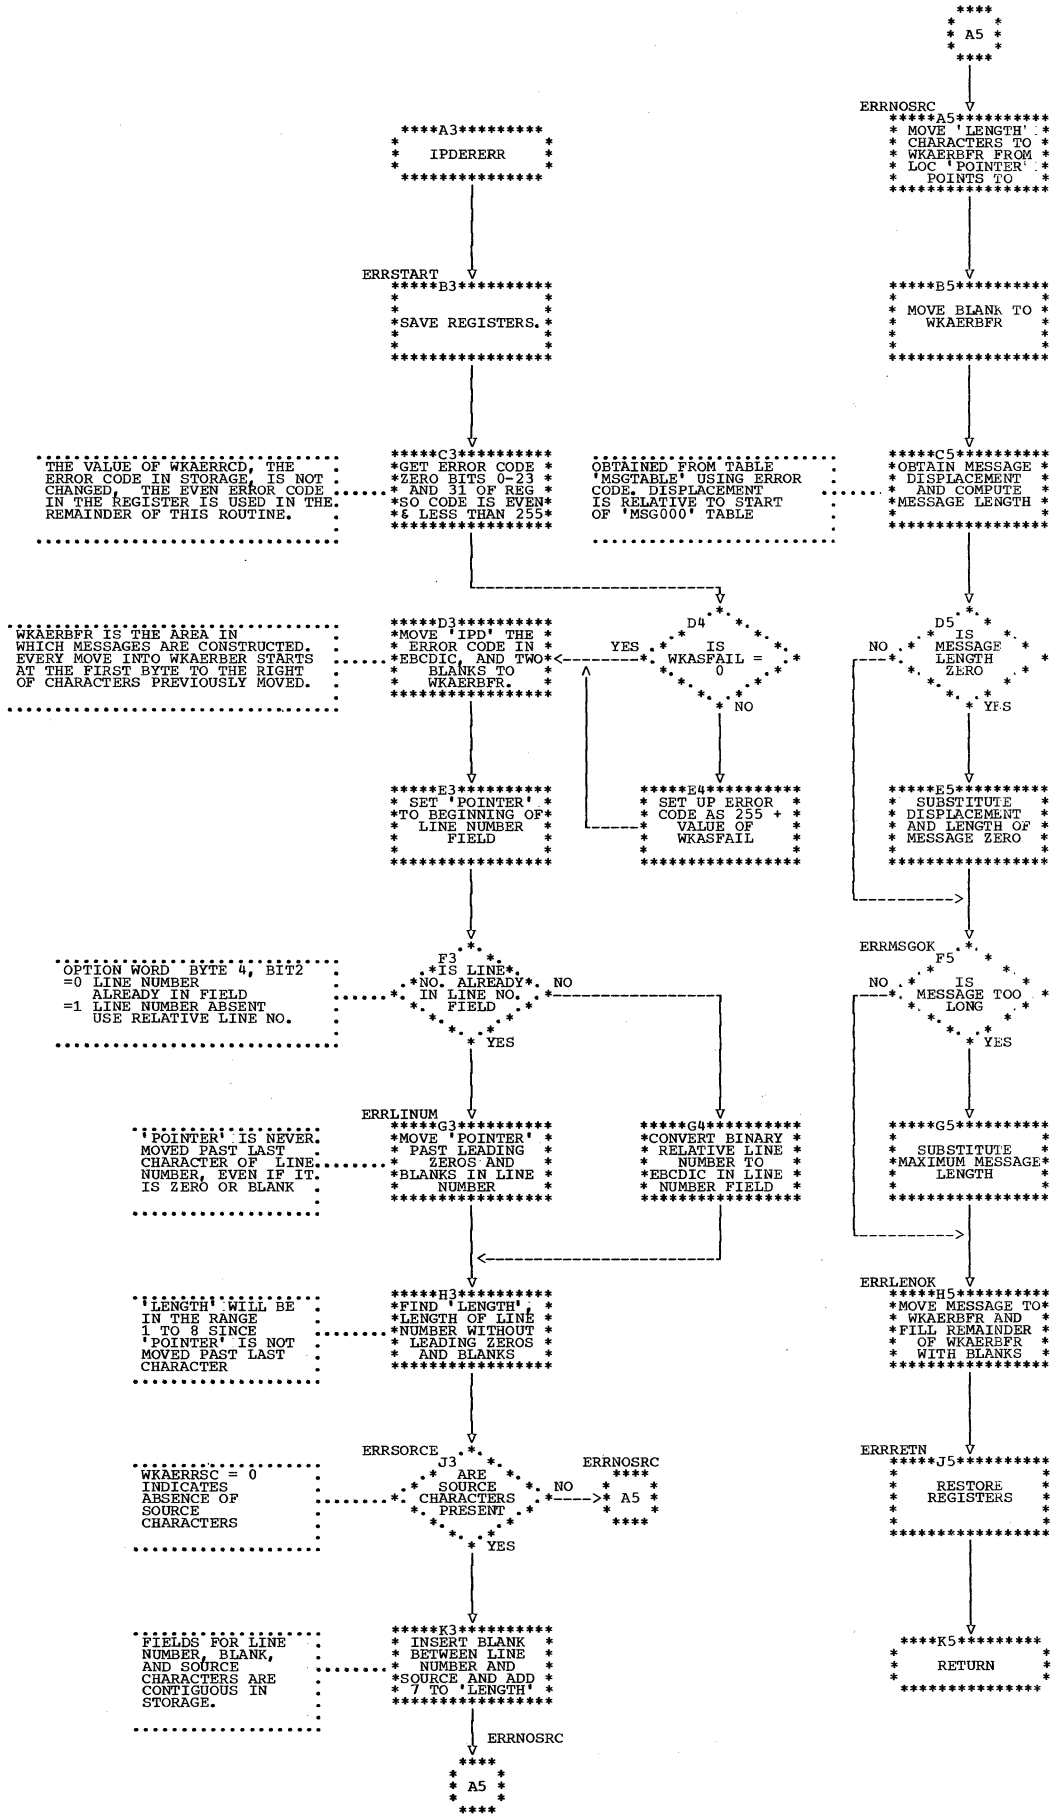 A5
ERRNOSRC
A5
MOVE 'LENGTH'
CHARACTERS TO
WKAERBFR FROM
LOC 'POINTER'
POINTS TO
A3
IPDERERR
ERRSTART
B3
SAVE REGISTERS.
B5
MOVE BLANK TO
WKAERBFR
THE VALUE OF WKAERRCD, THE
ERROR CODE IN STORAGE, IS NOT
CHANGED, THE EVEN ERROR CODE
IN THE REGISTER IS USED IN THE
REMAINDER OF THIS ROUTINE.
C3
GET ERROR CODE
ZERO BITS 0-23
AND 31 OF REG
SO CODE IS EVEN
& LESS THAN 255
OBTAINED FROM TABLE
'MSGTABLE' USING ERROR
CODE. DISPLACEMENT
IS RELATIVE TO START
OF 'MSG000' TABLE
C5
OBTAIN MESSAGE
DISPLACEMENT
AND COMPUTE
MESSAGE LENGTH
WKAERBFR IS THE AREA IN
WHICH MESSAGES ARE CONSTRUCTED.
EVERY MOVE INTO WKAERBER STARTS
AT THE FIRST BYTE TO THE RIGHT
OF CHARACTERS PREVIOUSLY MOVED.
D3
MOVE 'IPD' THE
ERROR CODE IN
EBCDIC, AND TWO
BLANKS TO
WKAERBFR.
D4
IS
WKASFAIL =
0
YES
NO
D5
IS
MESSAGE
LENGTH
ZERO
NO
YES
E3
SET 'POINTER'
TO BEGINNING OF
LINE NUMBER
FIELD
E4
SET UP ERROR
CODE AS 255 +
VALUE OF
WKASFAIL
E5
SUBSTITUTE
DISPLACEMENT
AND LENGTH OF
MESSAGE ZERO
OPTION WORD BYTE 4, BIT2
=0 LINE NUMBER
ALREADY IN FIELD
=1 LINE NUMBER ABSENT
USE RELATIVE LINE NO.
F3
IS LINE
NO. ALREADY
IN LINE NO.
FIELD
NO
YES
ERRMSGOK
F5
IS
MESSAGE TOO
LONG
NO
YES
'POINTER' IS NEVER
MOVED PAST LAST
CHARACTER OF LINE
NUMBER, EVEN IF IT
IS ZERO OR BLANK
ERRLINUM
G3
MOVE 'POINTER'
PAST LEADING
ZEROS AND
BLANKS IN LINE
NUMBER
G4
CONVERT BINARY
RELATIVE LINE
NUMBER TO
EBCDIC IN LINE
NUMBER FIELD
G5
SUBSTITUTE
MAXIMUM MESSAGE
LENGTH
'LENGTH' WILL BE
IN THE RANGE
1 TO 8 SINCE
'POINTER' IS NOT
MOVED PAST LAST
CHARACTER
H3
FIND 'LENGTH',
LENGTH OF LINE
NUMBER WITHOUT
LEADING ZEROS
AND BLANKS
ERRLENOK
H5
MOVE MESSAGE TO
WKAERBFR AND
FILL REMAINDER
OF WKAERBFR
WITH BLANKS
WKAERRSC = 0
INDICATES
ABSENCE OF
SOURCE
CHARACTERS
ERRSORCE
J3
ARE
SOURCE
CHARACTERS
PRESENT
NO
YES
ERRNOSRC
A5
ERRRETN
J5
RESTORE
REGISTERS
FIELDS FOR LINE
NUMBER, BLANK,
AND SOURCE
CHARACTERS ARE
CONTIGUOUS IN
STORAGE.
K3
INSERT BLANK
BETWEEN LINE
NUMBER AND
SOURCE AND ADD
7 TO 'LENGTH'
K5
RETURN
ERRNOSRC
A5